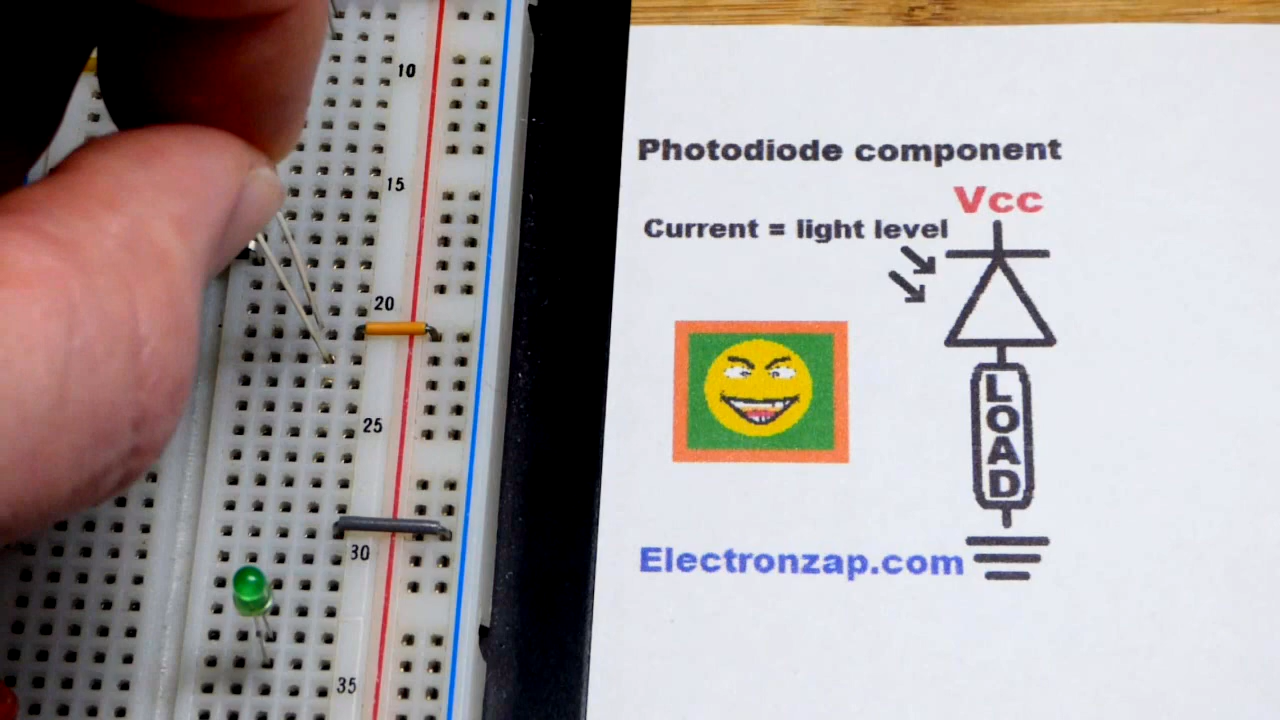 10
15
20
25
30
35
Photodiode component
Vcc
Current = light level
LOAD
Electronzap.com